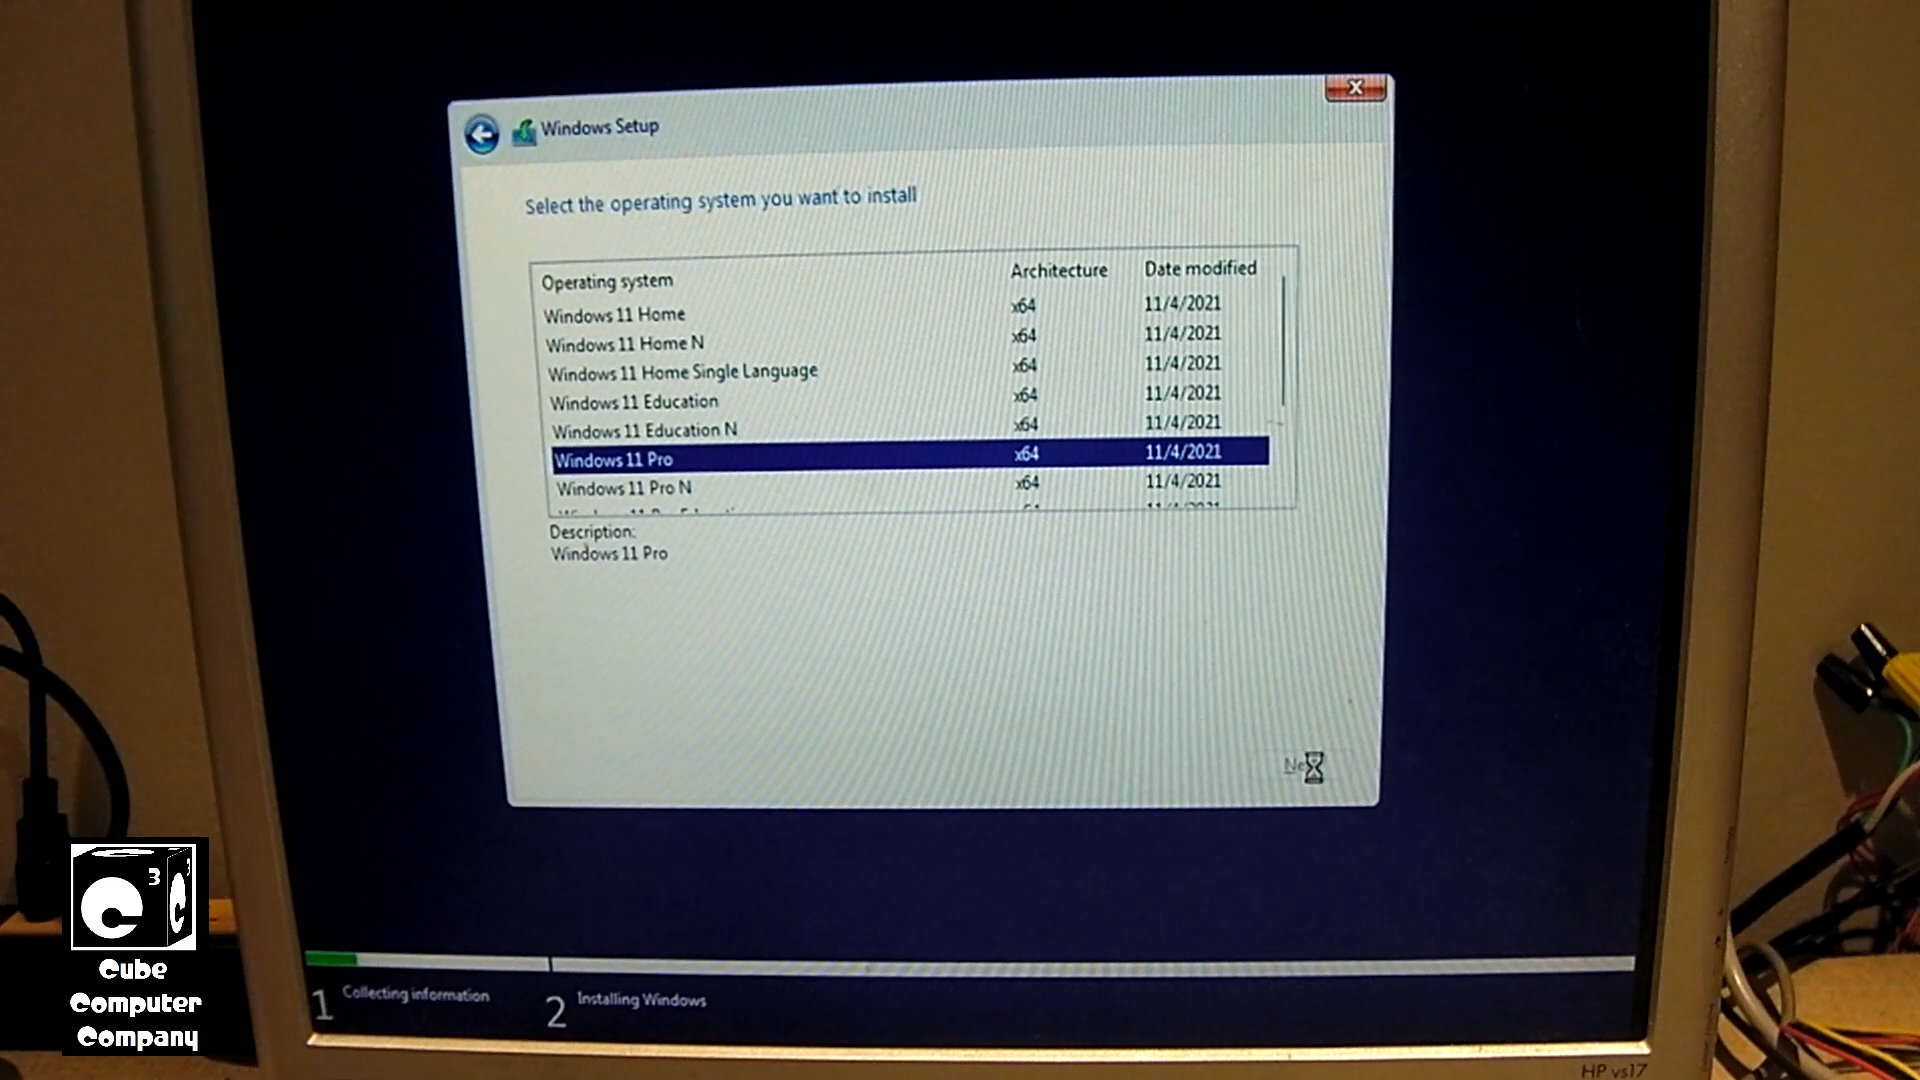 Windows Setup
Select the operating system you want to install
Operating system Architecture Date modified
Windows 11 Home x64 11/4/2021
Windows 11 Home N x64 11/4/2021
Windows 11 Home Single Language x64 11/4/2021
Windows 11 Education x64 11/4/2021
Windows 11 Education N x64 11/4/2021
Windows 11 Pro x64 11/4/2021
Windows 11 Pro N x64 11/4/2021
Description:
Windows 11 Pro
1 Collecting information 2 Installing Windows
HP vs17
C 3 C 3
Cube
Computer
Company